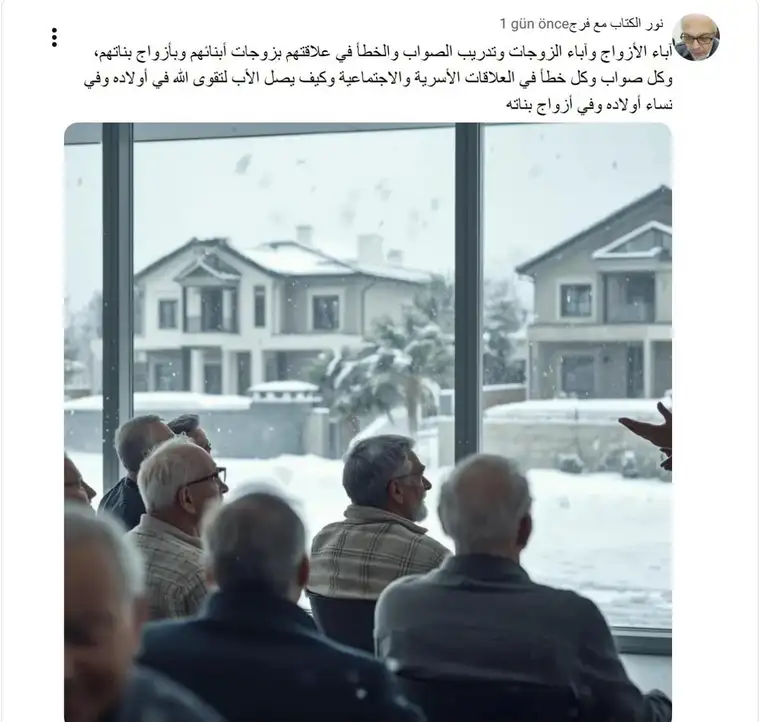 نور الكتاب مع فرج1 gün önce
آباء الأزواج وآباء الزوجات وتدريب الصواب والخطأ في علاقتهم بزوجات أبنائهم وبأزواج بناتهم،
وكل صواب وكل خطأ في العلاقات الأسرية والاجتماعية وكيف يصل الأب لتقوى الله في أولاده وفي
نساء أولاده وفي أزواج بناته